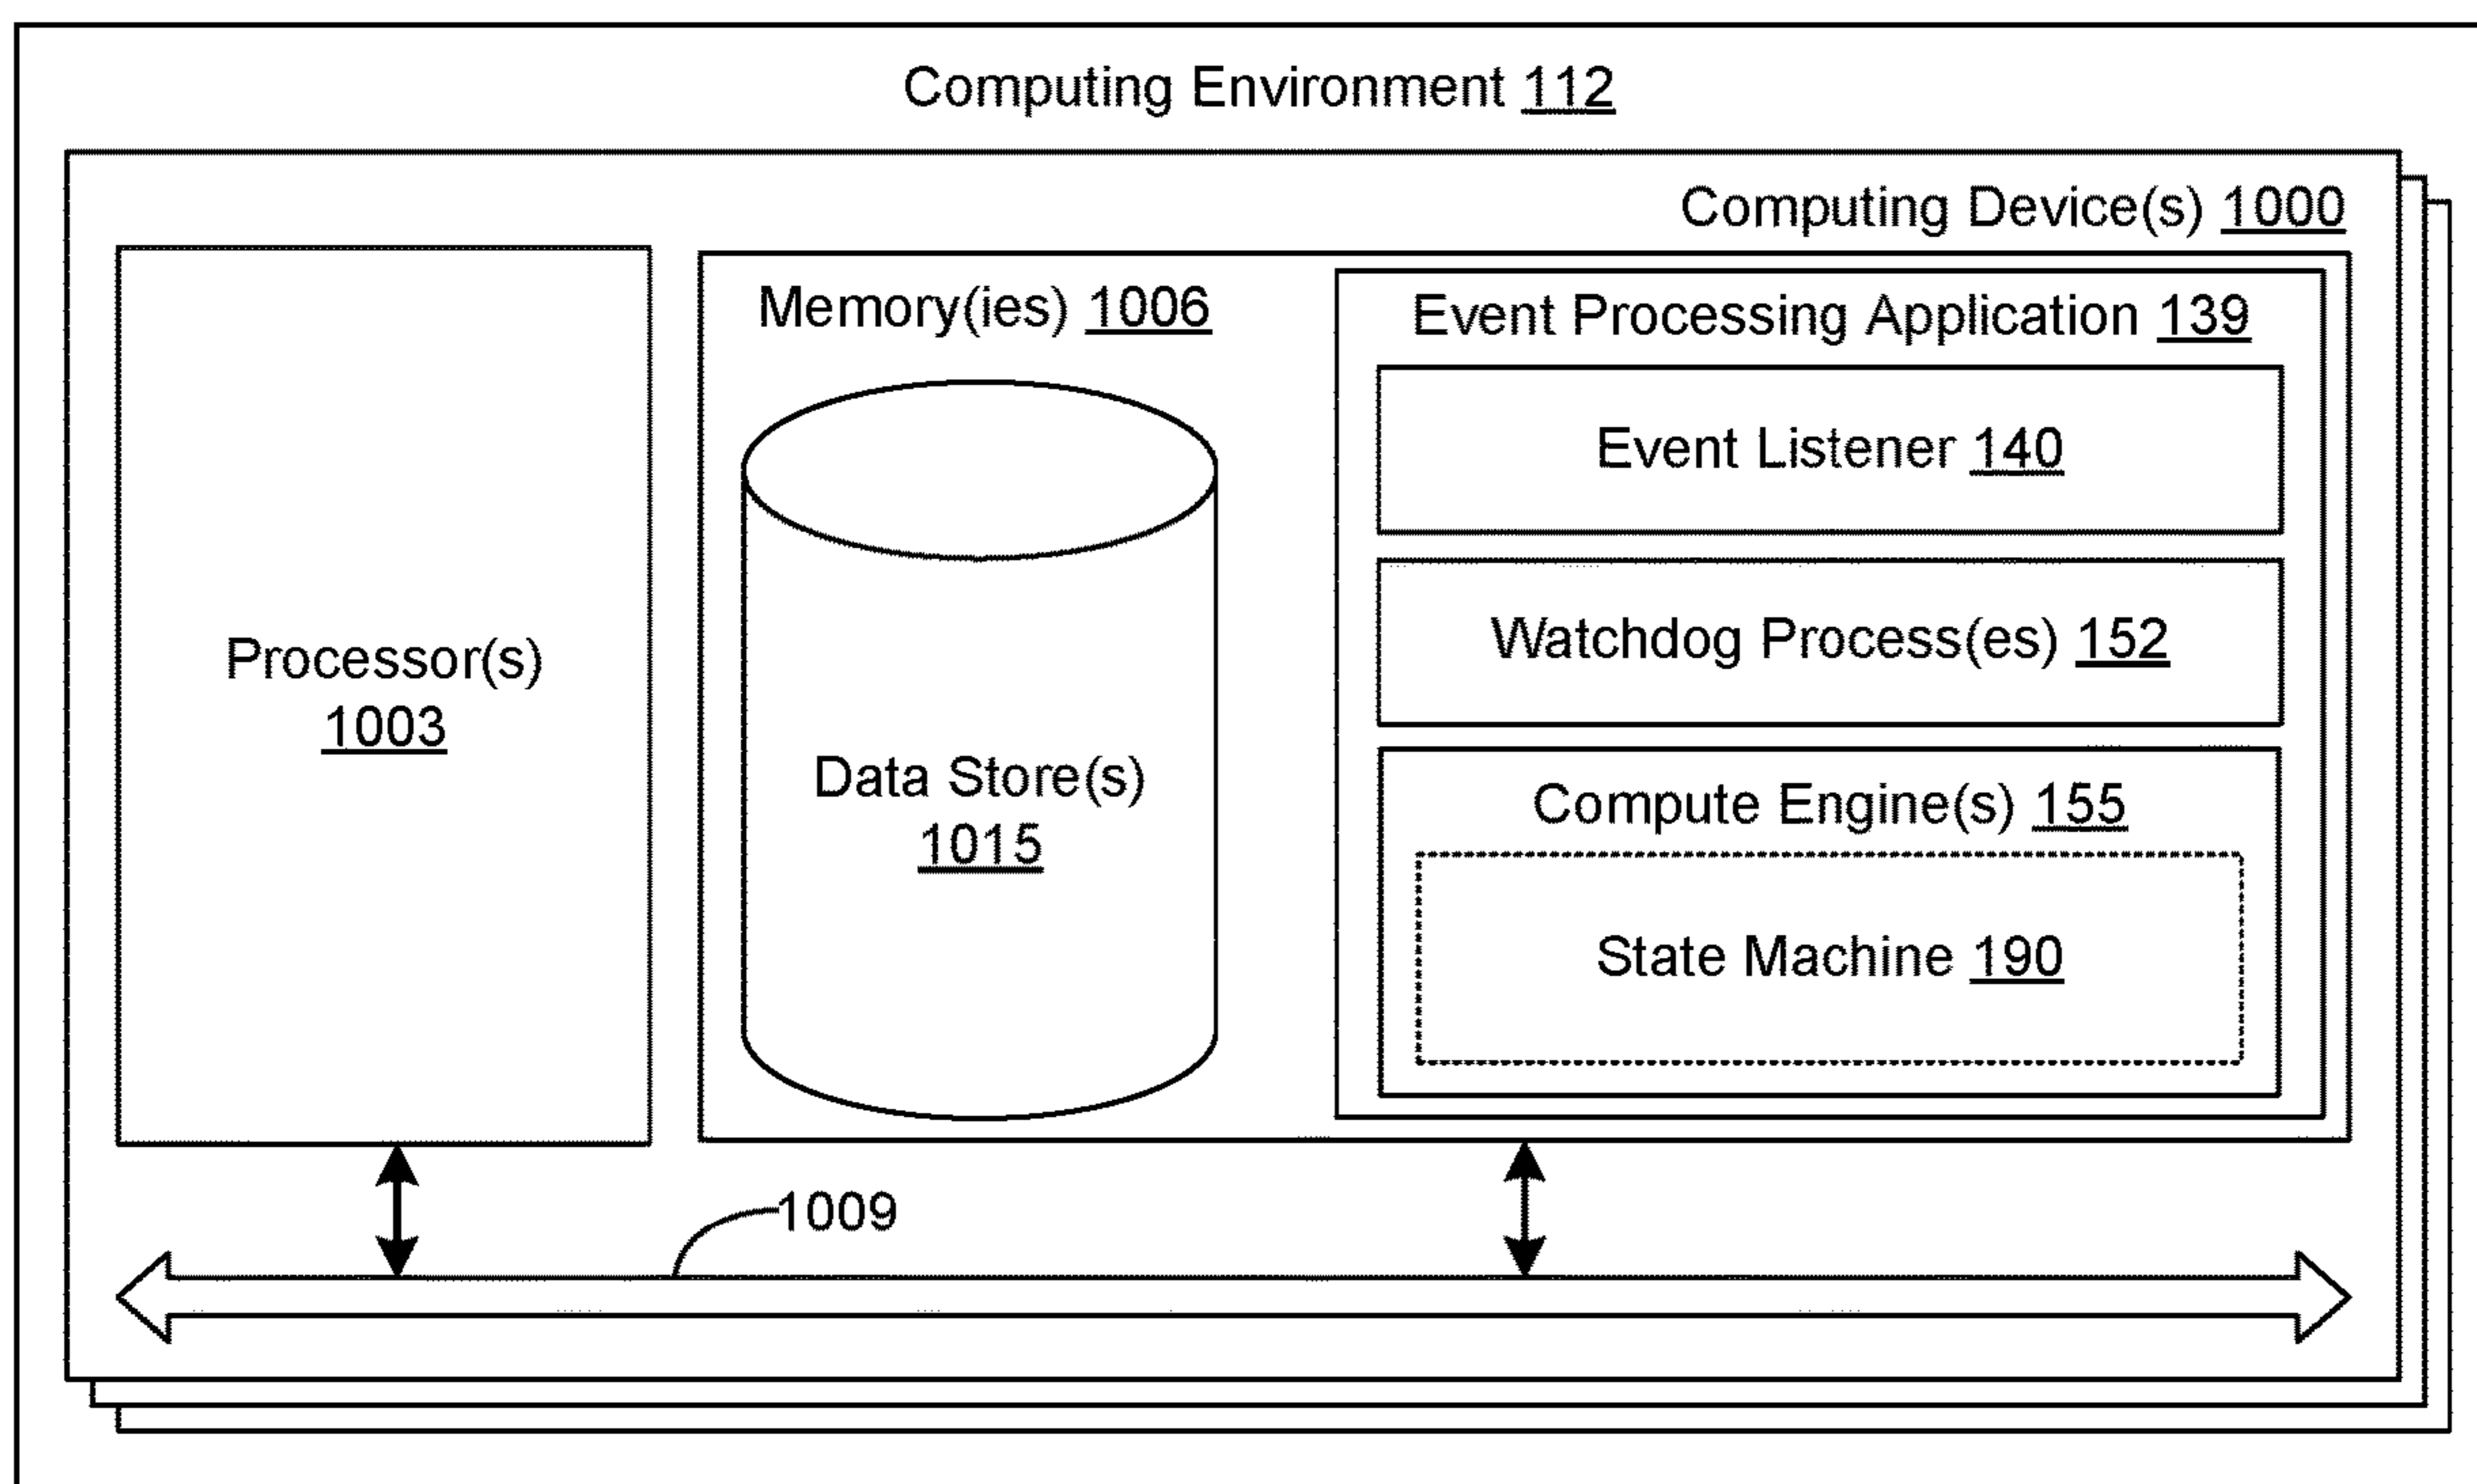 Computing Environment 112
Computing Device(s) 1000
Processor(s)
1003
Memory(ies) 1006
Data Store(s)
1015
Event Processing Application 139
Event Listener 140
Watchdog Process(es) 152
Compute Engine(s) 155
State Machine 190
1009